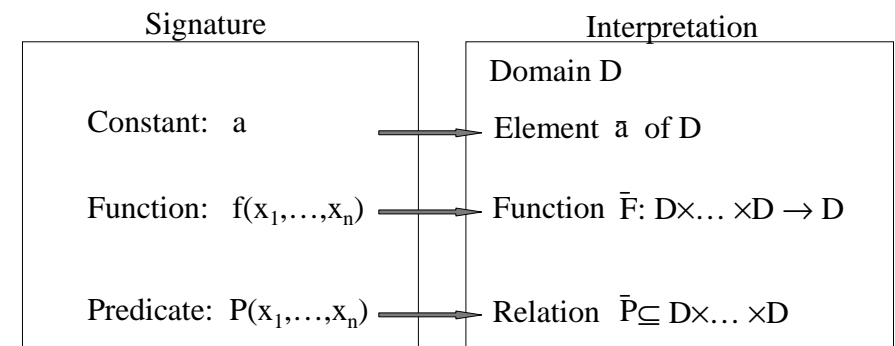 Signature
Interpretation
Domain D
Constant: a
Element ā of D
Function: f(x₁,…,xₙ)
Function F̄: D×… ×D → D
Predicate: P(x₁,…,xₙ)
Relation P̄⊆ D×… ×D